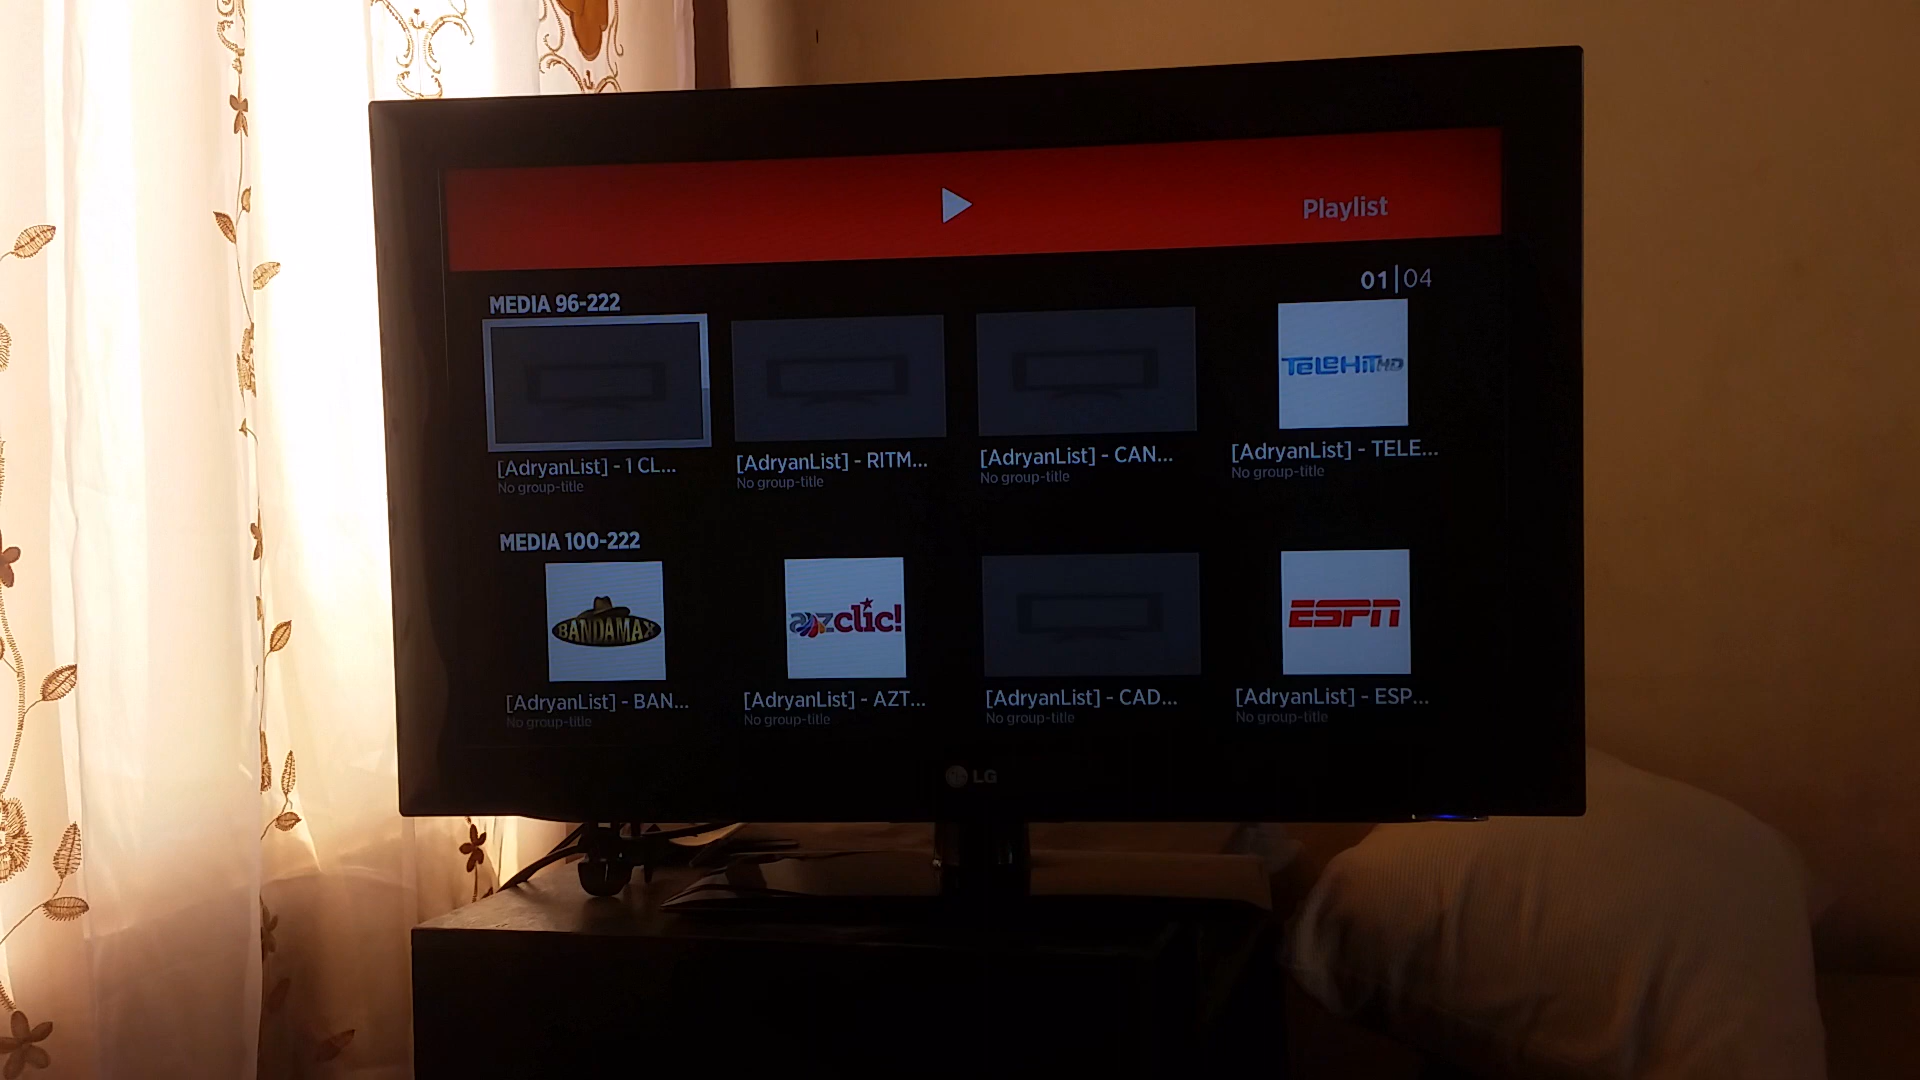 Playlist
01|04
MEDIA 96-222
TELEHIT HD
[AdryanList] - 1 CL...
No group-title
[AdryanList] - RITM...
No group-title
[AdryanList] - CAN...
No group-title
[AdryanList] - TELE...
No group-title
MEDIA 100-222
BANDAMAX
azclic!
ESPN
[AdryanList] - BAN...
No group-title
[AdryanList] - AZT...
No group-title
[AdryanList] - CAD...
No group-title
[AdryanList] - ESP...
No group-title
LG